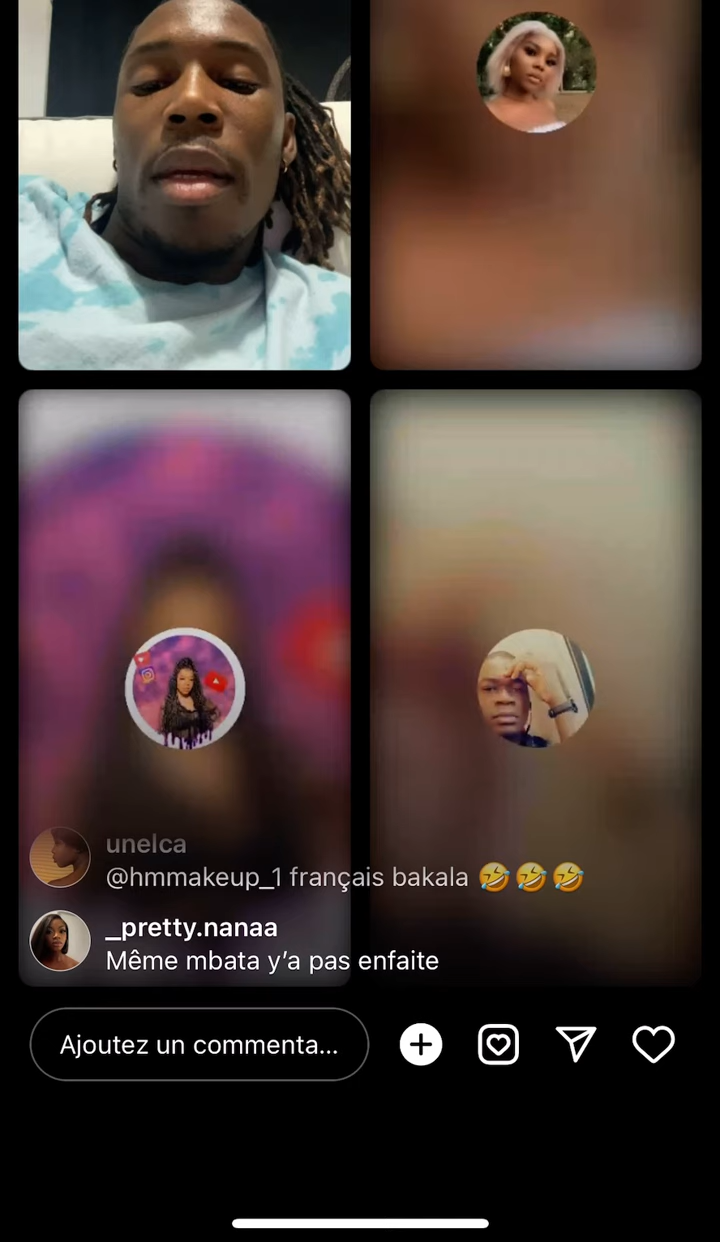 unelca
@hmmakeup_1 français bakala 🤣🤣🤣
_pretty.nanaa
Même mbata y’a pas enfaite
Ajoutez un commenta...